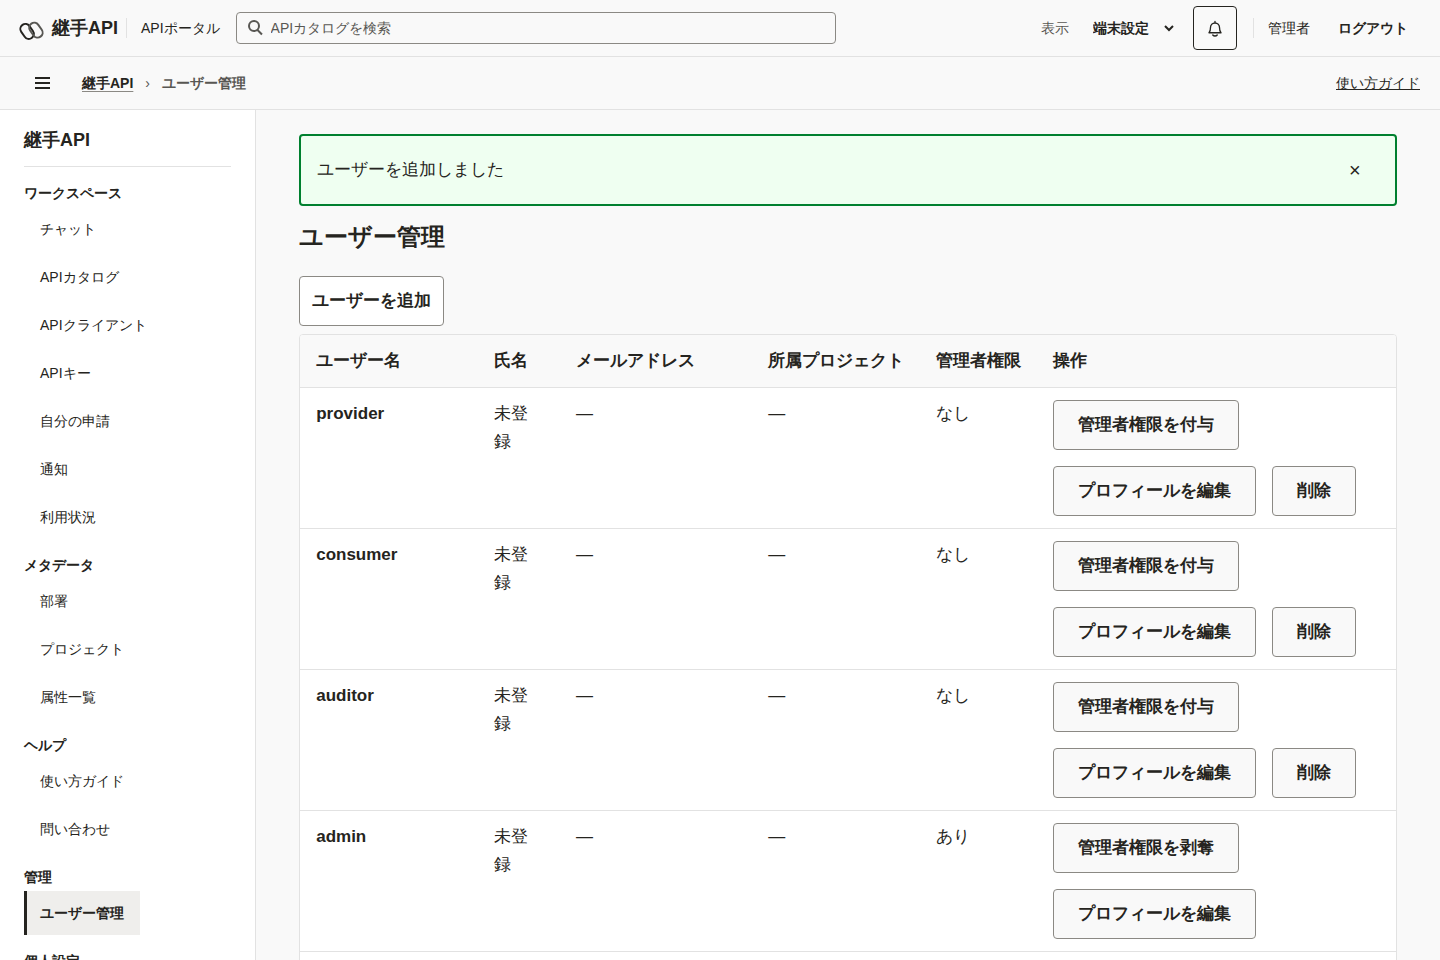 継手API
APIポータル
APIカタログを検索
表示
端末設定
管理者
ログアウト
継手API › ユーザー管理
使い方ガイド
継手API
ワークスペース
チャット
APIカタログ
APIクライアント
APIキー
自分の申請
通知
利用状況
メタデータ
部署
プロジェクト
属性一覧
ヘルプ
使い方ガイド
問い合わせ
管理
ユーザー管理
個人設定
ユーザーを追加しました
×
ユーザー管理
ユーザーを追加
ユーザー名 氏名 メールアドレス 所属プロジェクト 管理者権限 操作
provider 未登録 — — なし 管理者権限を付与
プロフィールを編集 削除
consumer 未登録 — — なし 管理者権限を付与
プロフィールを編集 削除
auditor 未登録 — — なし 管理者権限を付与
プロフィールを編集 削除
admin 未登録 — — あり 管理者権限を剥奪
プロフィールを編集